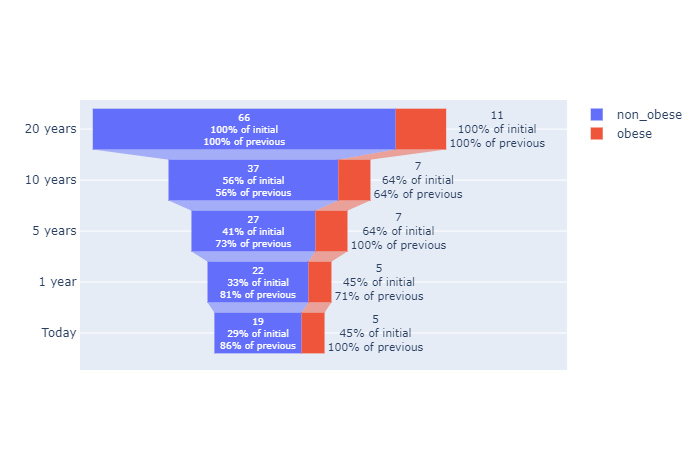 20 years
66
100% of initial
100% of previous
11
100% of initial
100% of previous
non_obese
obese
10 years
37
56% of initial
56% of previous
7
64% of initial
64% of previous
5 years
27
41% of initial
73% of previous
7
64% of initial
100% of previous
1 year
22
33% of initial
81% of previous
5
45% of initial
71% of previous
Today
19
29% of initial
86% of previous
5
45% of initial
100% of previous